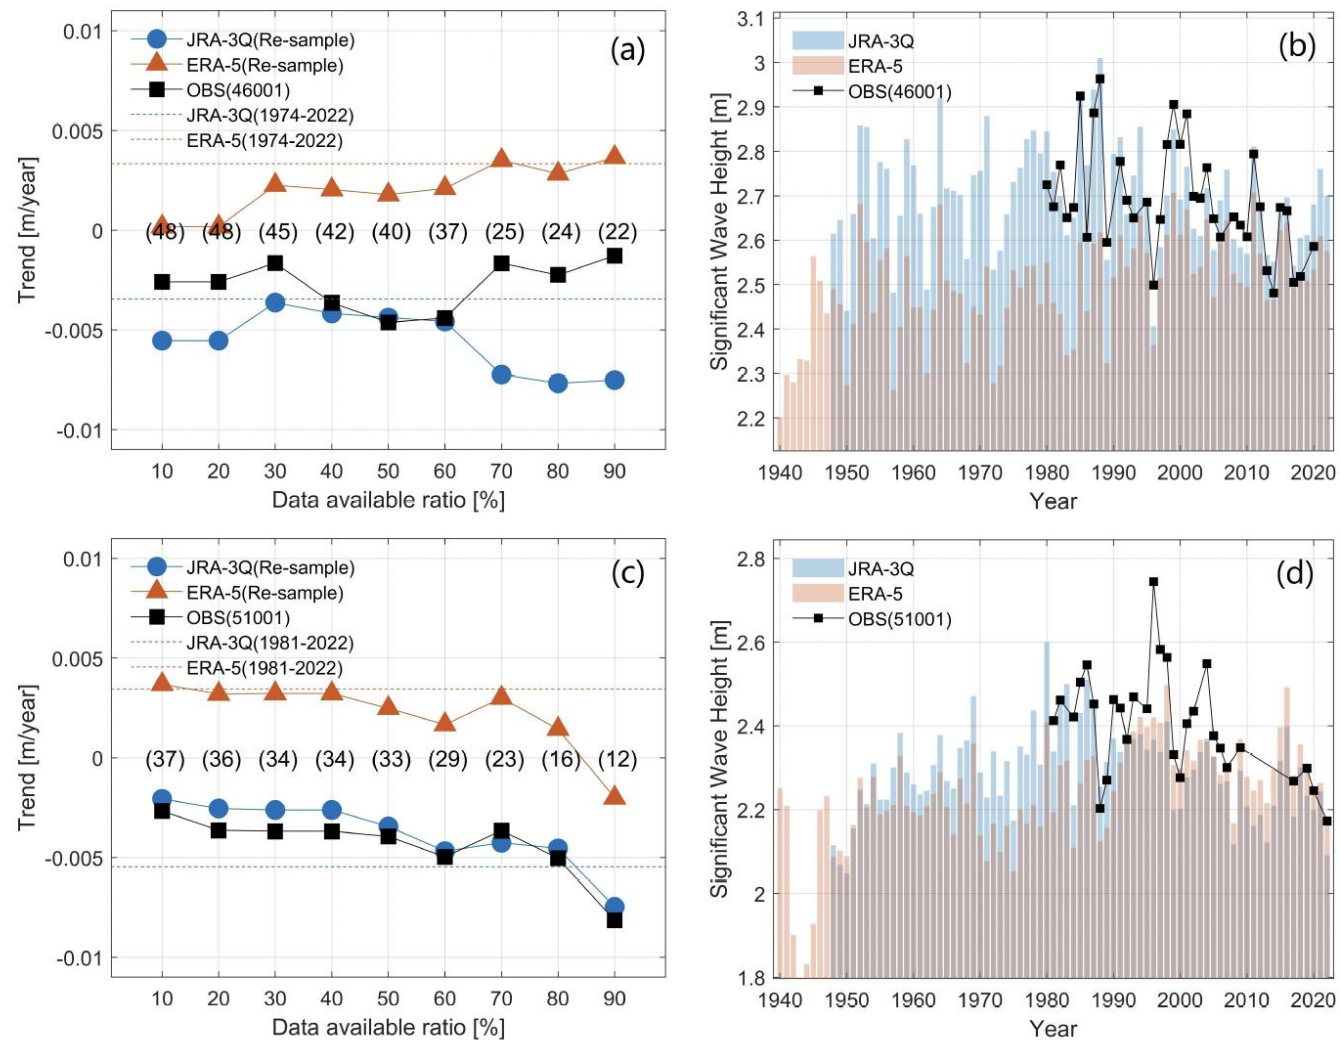 0.01
0.005
0
-0.005
-0.01
Trend [m/year]
JRA-3Q(Re-sample)
ERA-5(Re-sample)
OBS(46001)
JRA-3Q(1974-2022)
ERA-5(1974-2022)
(a)
(48) (48) (45) (42) (40) (37) (25) (24) (22)
10 20 30 40 50 60 70 80 90
Data available ratio [%]
3.1
3
2.9
2.8
2.7
2.6
2.5
2.4
2.3
2.2
Significant Wave Height [m]
JRA-3Q
ERA-5
OBS(46001)
(b)
1940 1950 1960 1970 1980 1990 2000 2010 2020
Year
0.01
0.005
0
-0.005
-0.01
Trend [m/year]
JRA-3Q(Re-sample)
ERA-5(Re-sample)
OBS(51001)
JRA-3Q(1981-2022)
ERA-5(1981-2022)
(c)
(37) (36) (34) (34) (33) (29) (23) (16) (12)
10 20 30 40 50 60 70 80 90
Data available ratio [%]
2.8
2.6
2.4
2.2
2
1.8
Significant Wave Height [m]
JRA-3Q
ERA-5
OBS(51001)
(d)
1940 1950 1960 1970 1980 1990 2000 2010 2020
Year